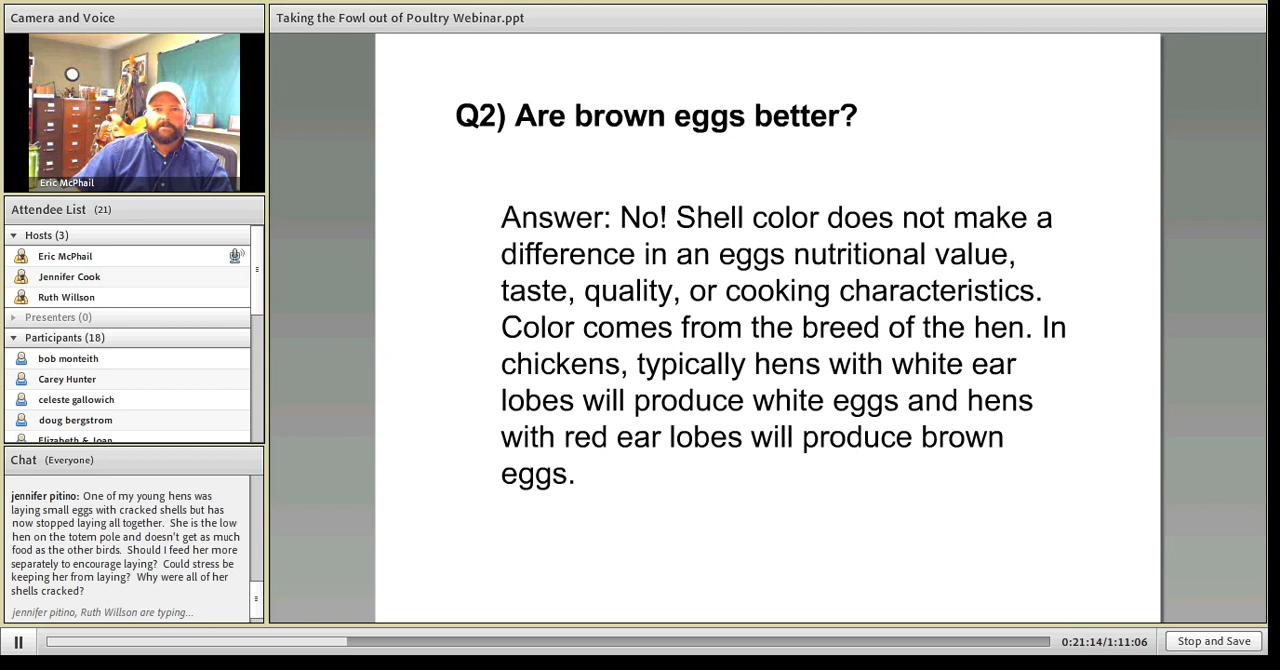 Camera and Voice
Eric McPhail
Attendee List (21)
Hosts (3)
Eric McPhail
Jennifer Cook
Ruth Willson
Presenters (0)
Participants (18)
bob monteith
Carey Hunter
celeste gallowich
doug bergstrom
Elizabeth & Joan
Chat (Everyone)
jennifer pitino: One of my young hens was
laying small eggs with cracked shells but has
now stopped laying all together. She is the low
hen on the totem pole and doesn't get as much
food as the other birds. Should I feed her more
separately to encourage laying? Could stress be
keeping her from laying? Why were all of her
shells cracked?
jennifer pitino, Ruth Willson are typing...
Taking the Fowl out of Poultry Webinar.ppt
Q2) Are brown eggs better?
Answer: No! Shell color does not make a
difference in an eggs nutritional value,
taste, quality, or cooking characteristics.
Color comes from the breed of the hen. In
chickens, typically hens with white ear
lobes will produce white eggs and hens
with red ear lobes will produce brown
eggs.
0:21:14/1:11:06
Stop and Save